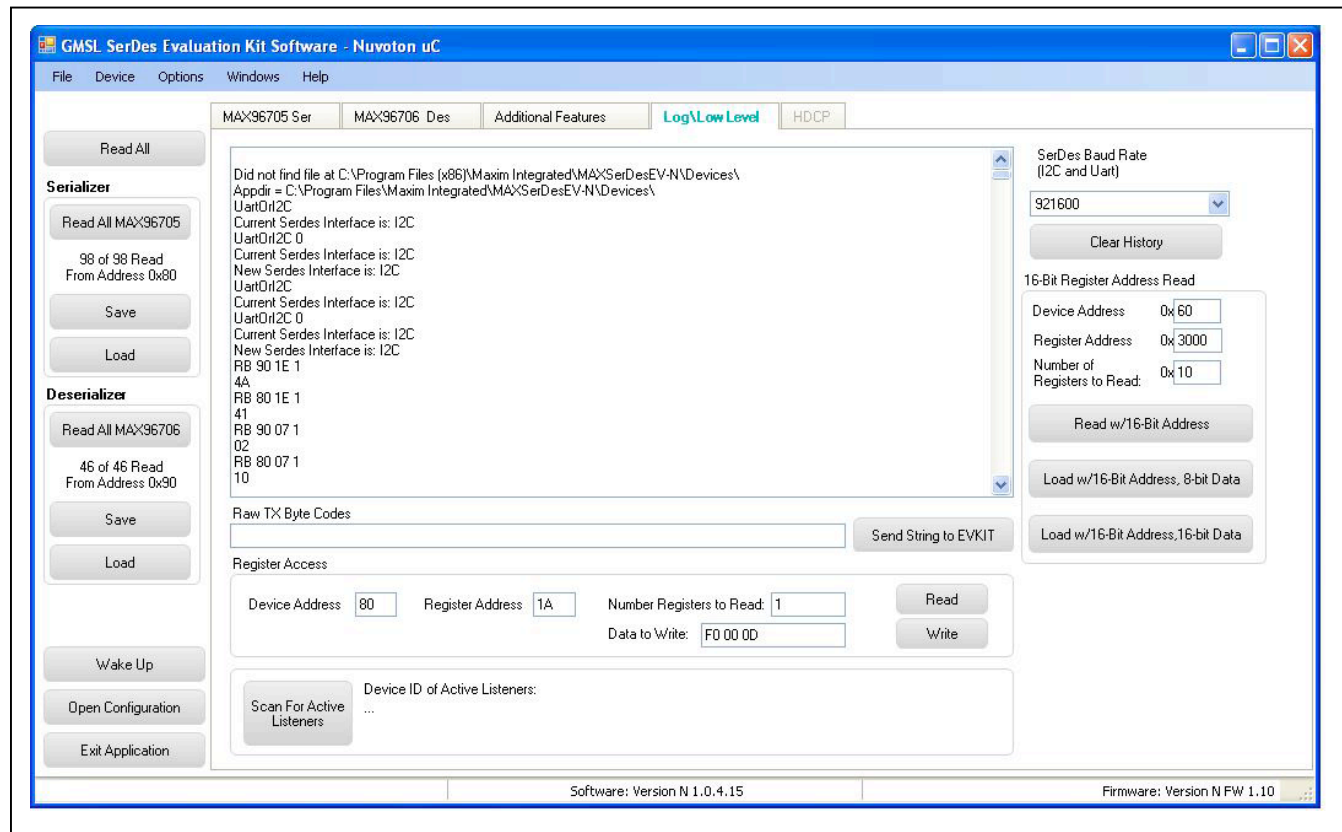 GMSL SerDes Evaluation Kit Software - Nuvoton uC
File Device Options Windows Help
MAX96705 Ser MAX96706 Des Additional Features Log\Low Level HDCP
Read All
Serializer
Read All MAX96705
98 of 98 Read
From Address 0x80
Save
Load
Deserializer
Read All MAX96706
46 of 46 Read
From Address 0x90
Save
Load
Wake Up
Open Configuration
Exit Application
Did not find file at C:\Program Files (x86)\Maxim Integrated\MAXSerDesEV-N\Devices\
Appdir = C:\Program Files\Maxim Integrated\MAXSerDesEV-N\Devices\
UartOrI2C
Current Serdes Interface is: I2C
UartOrI2C 0
Current Serdes Interface is: I2C
New Serdes Interface is: I2C
UartOrI2C
Current Serdes Interface is: I2C
UartOrI2C 0
Current Serdes Interface is: I2C
New Serdes Interface is: I2C
RB 90 1E 1
4A
RB 80 1E 1
41
RB 90 07 1
02
RB 80 07 1
10
Raw TX Byte Codes
Send String to EVKIT
Register Access
Device Address 80 Register Address 1A Number Registers to Read: 1 Read
Data to Write: F0 00 0D Write
Scan For Active
Listeners
Device ID of Active Listeners:
...
SerDes Baud Rate
(I2C and Uart)
921600
Clear History
16-Bit Register Address Read
Device Address 0x 60
Register Address 0x 3000
Number of
Registers to Read: 0x 10
Read w/16-Bit Address
Load w/16-Bit Address, 8-bit Data
Load w/16-Bit Address,16-bit Data
Software: Version N 1.0.4.15
Firmware: Version N FW 1.10